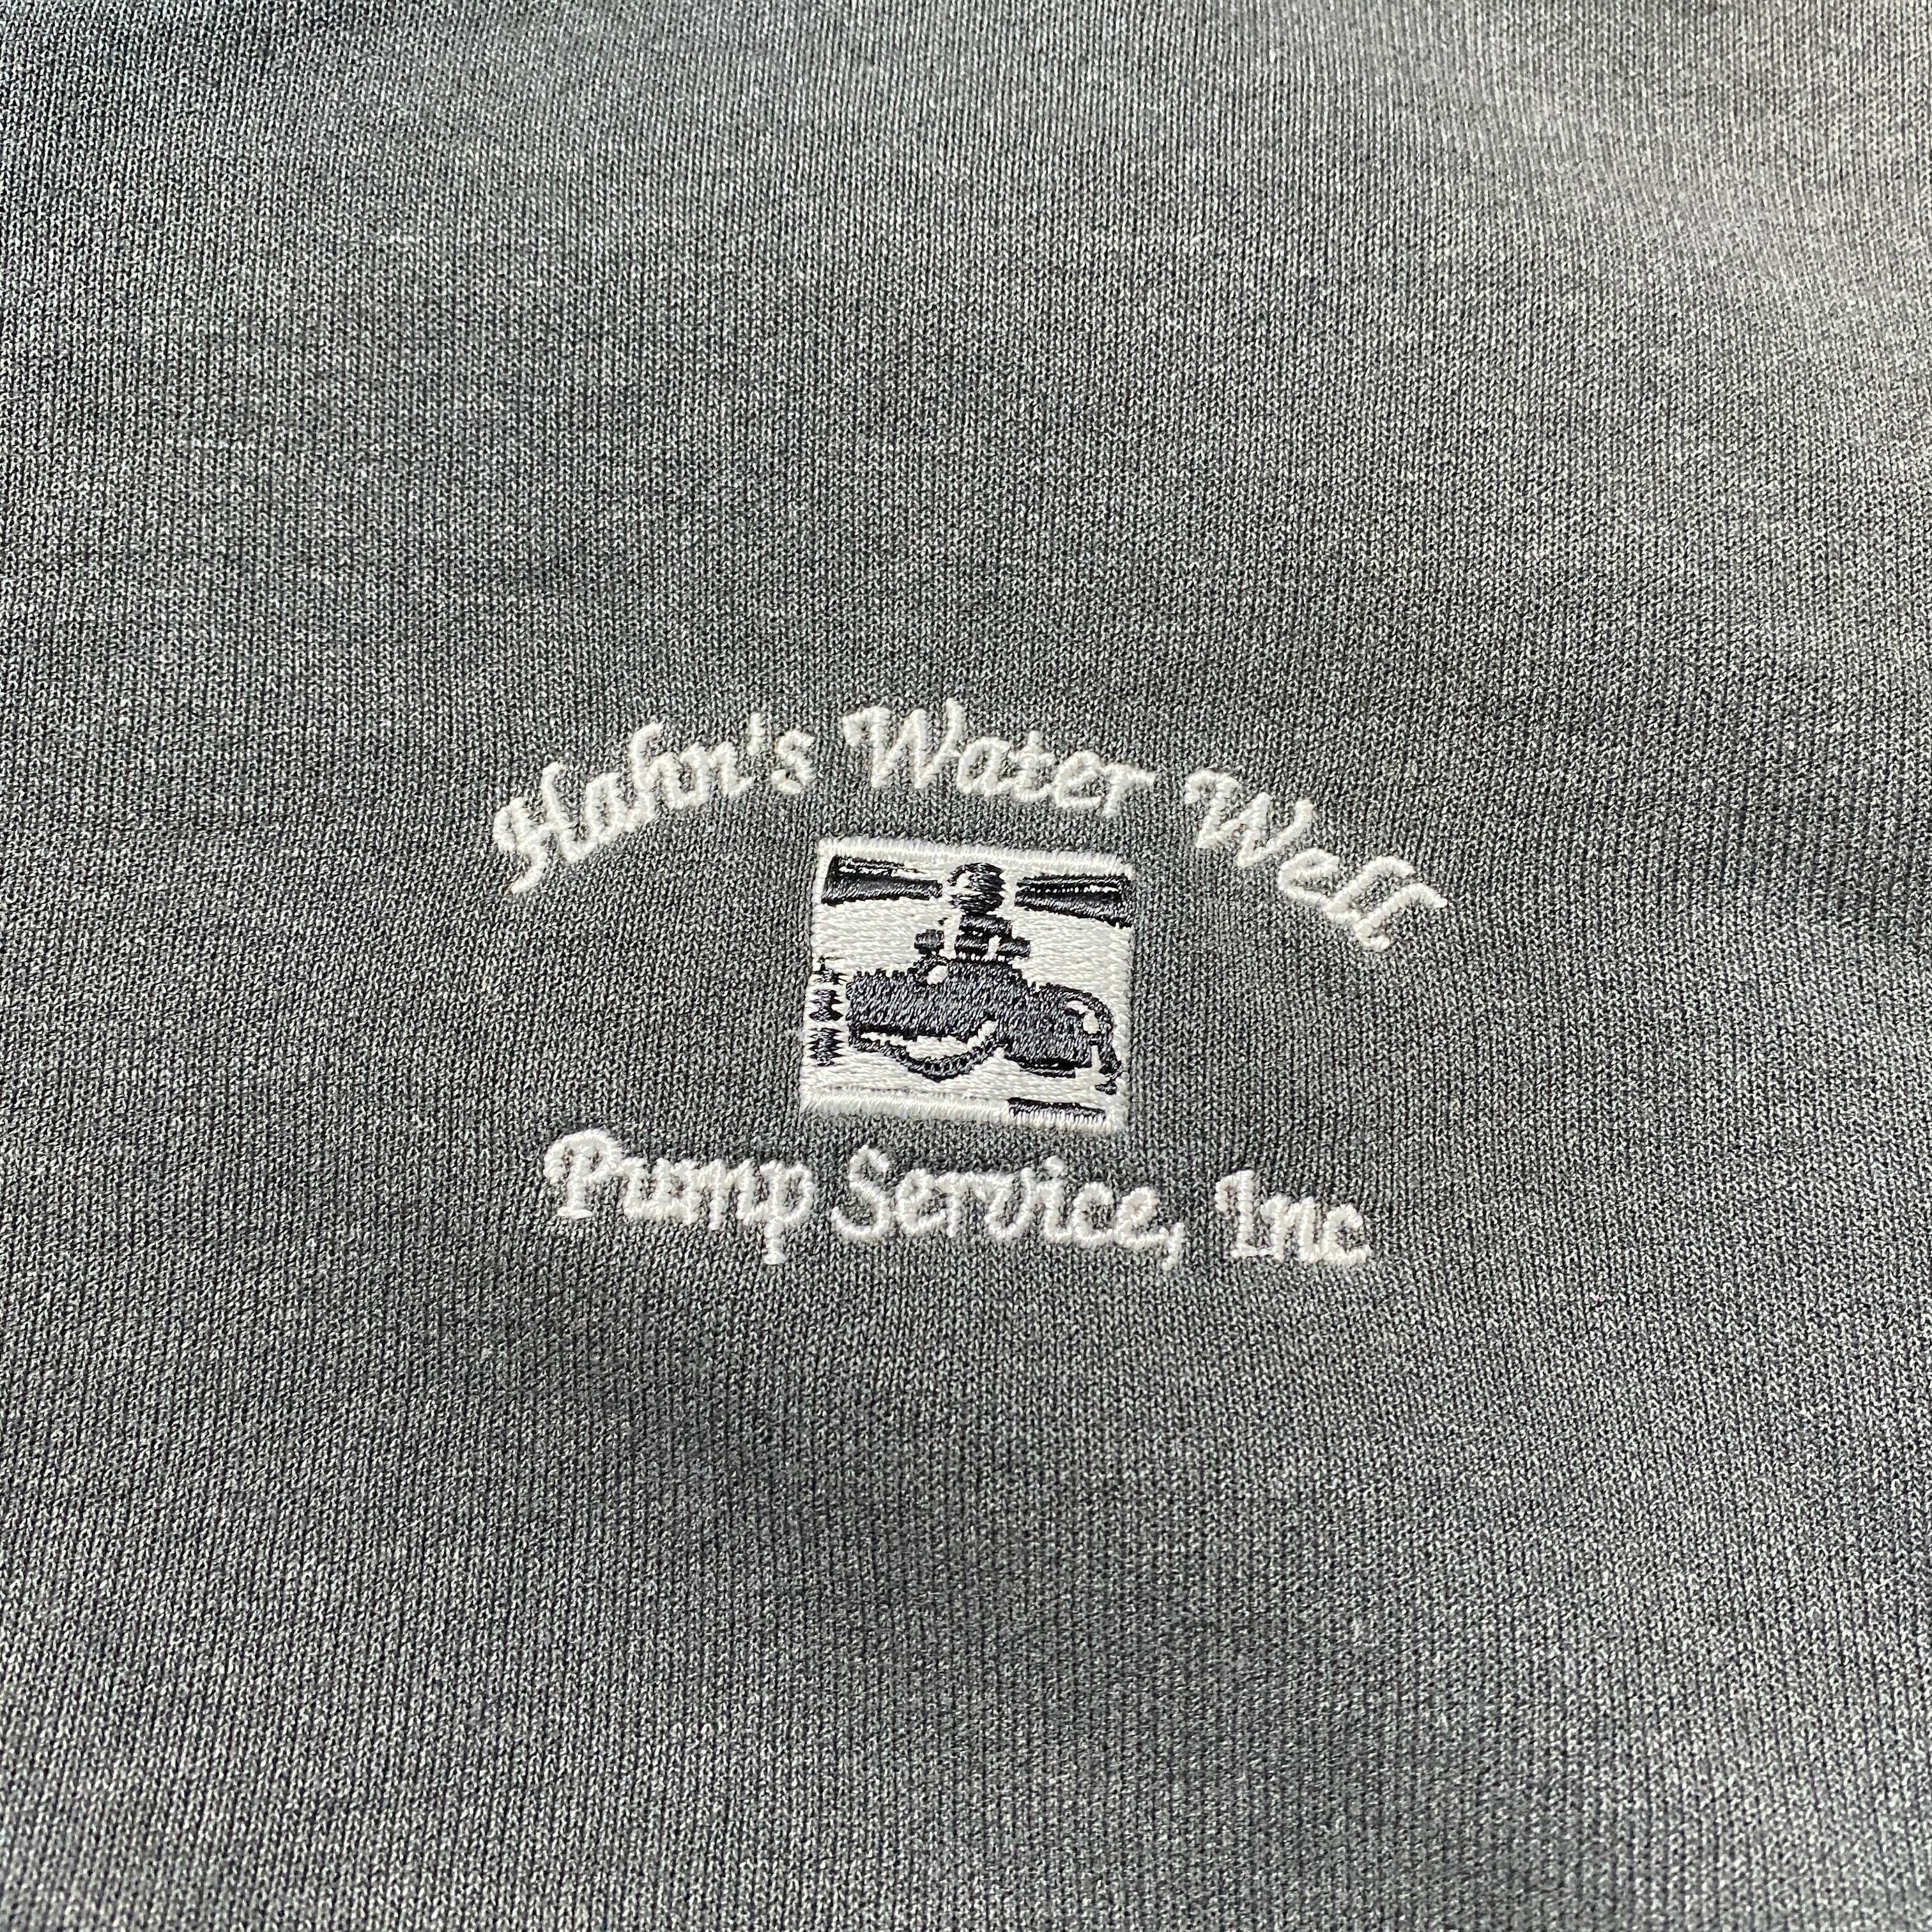 Hahn's Water Well
Pump Service, Inc